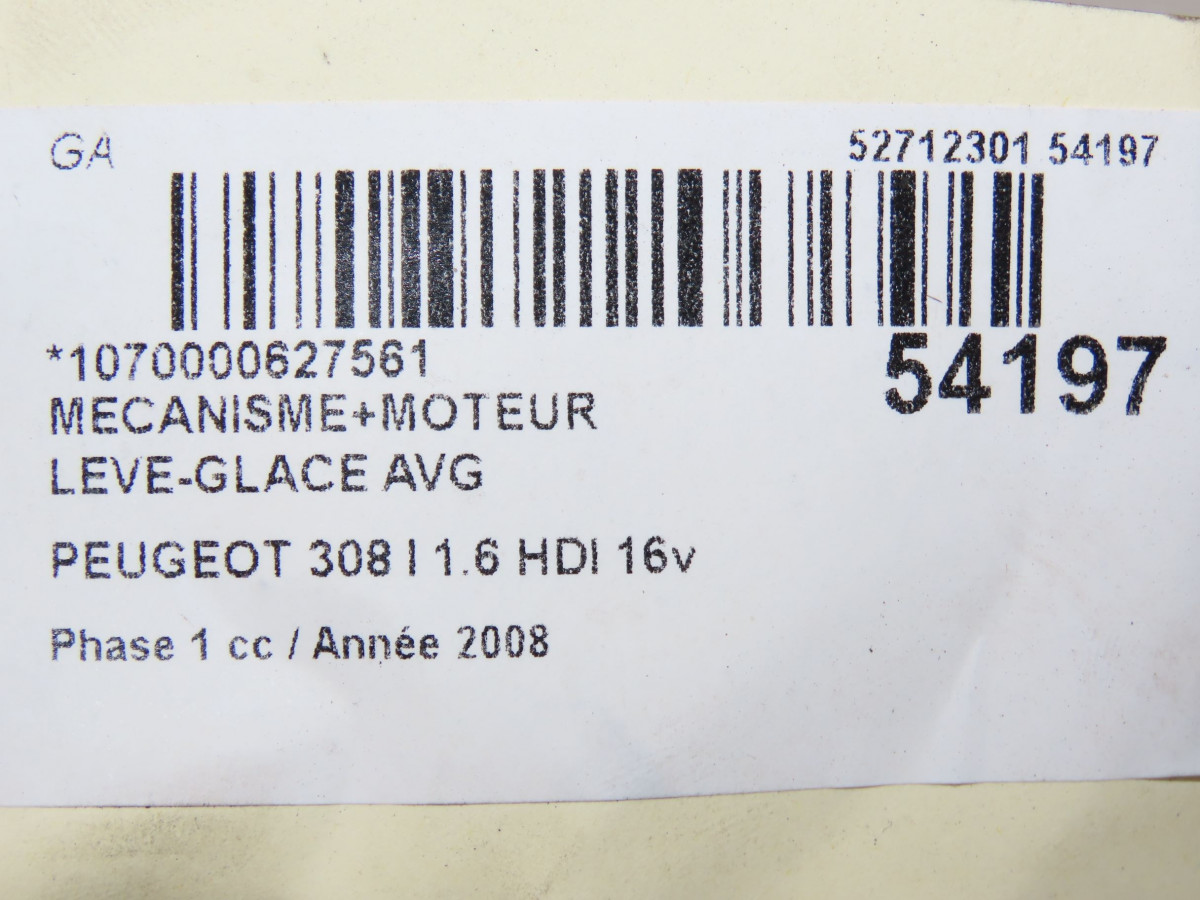 GA
52712301 54197
*1070000627561
54197
MECANISME+MOTEUR
LEVE-GLACE AVG
PEUGEOT 308 I 1.6 HDI 16v
Phase 1 cc / Année 2008